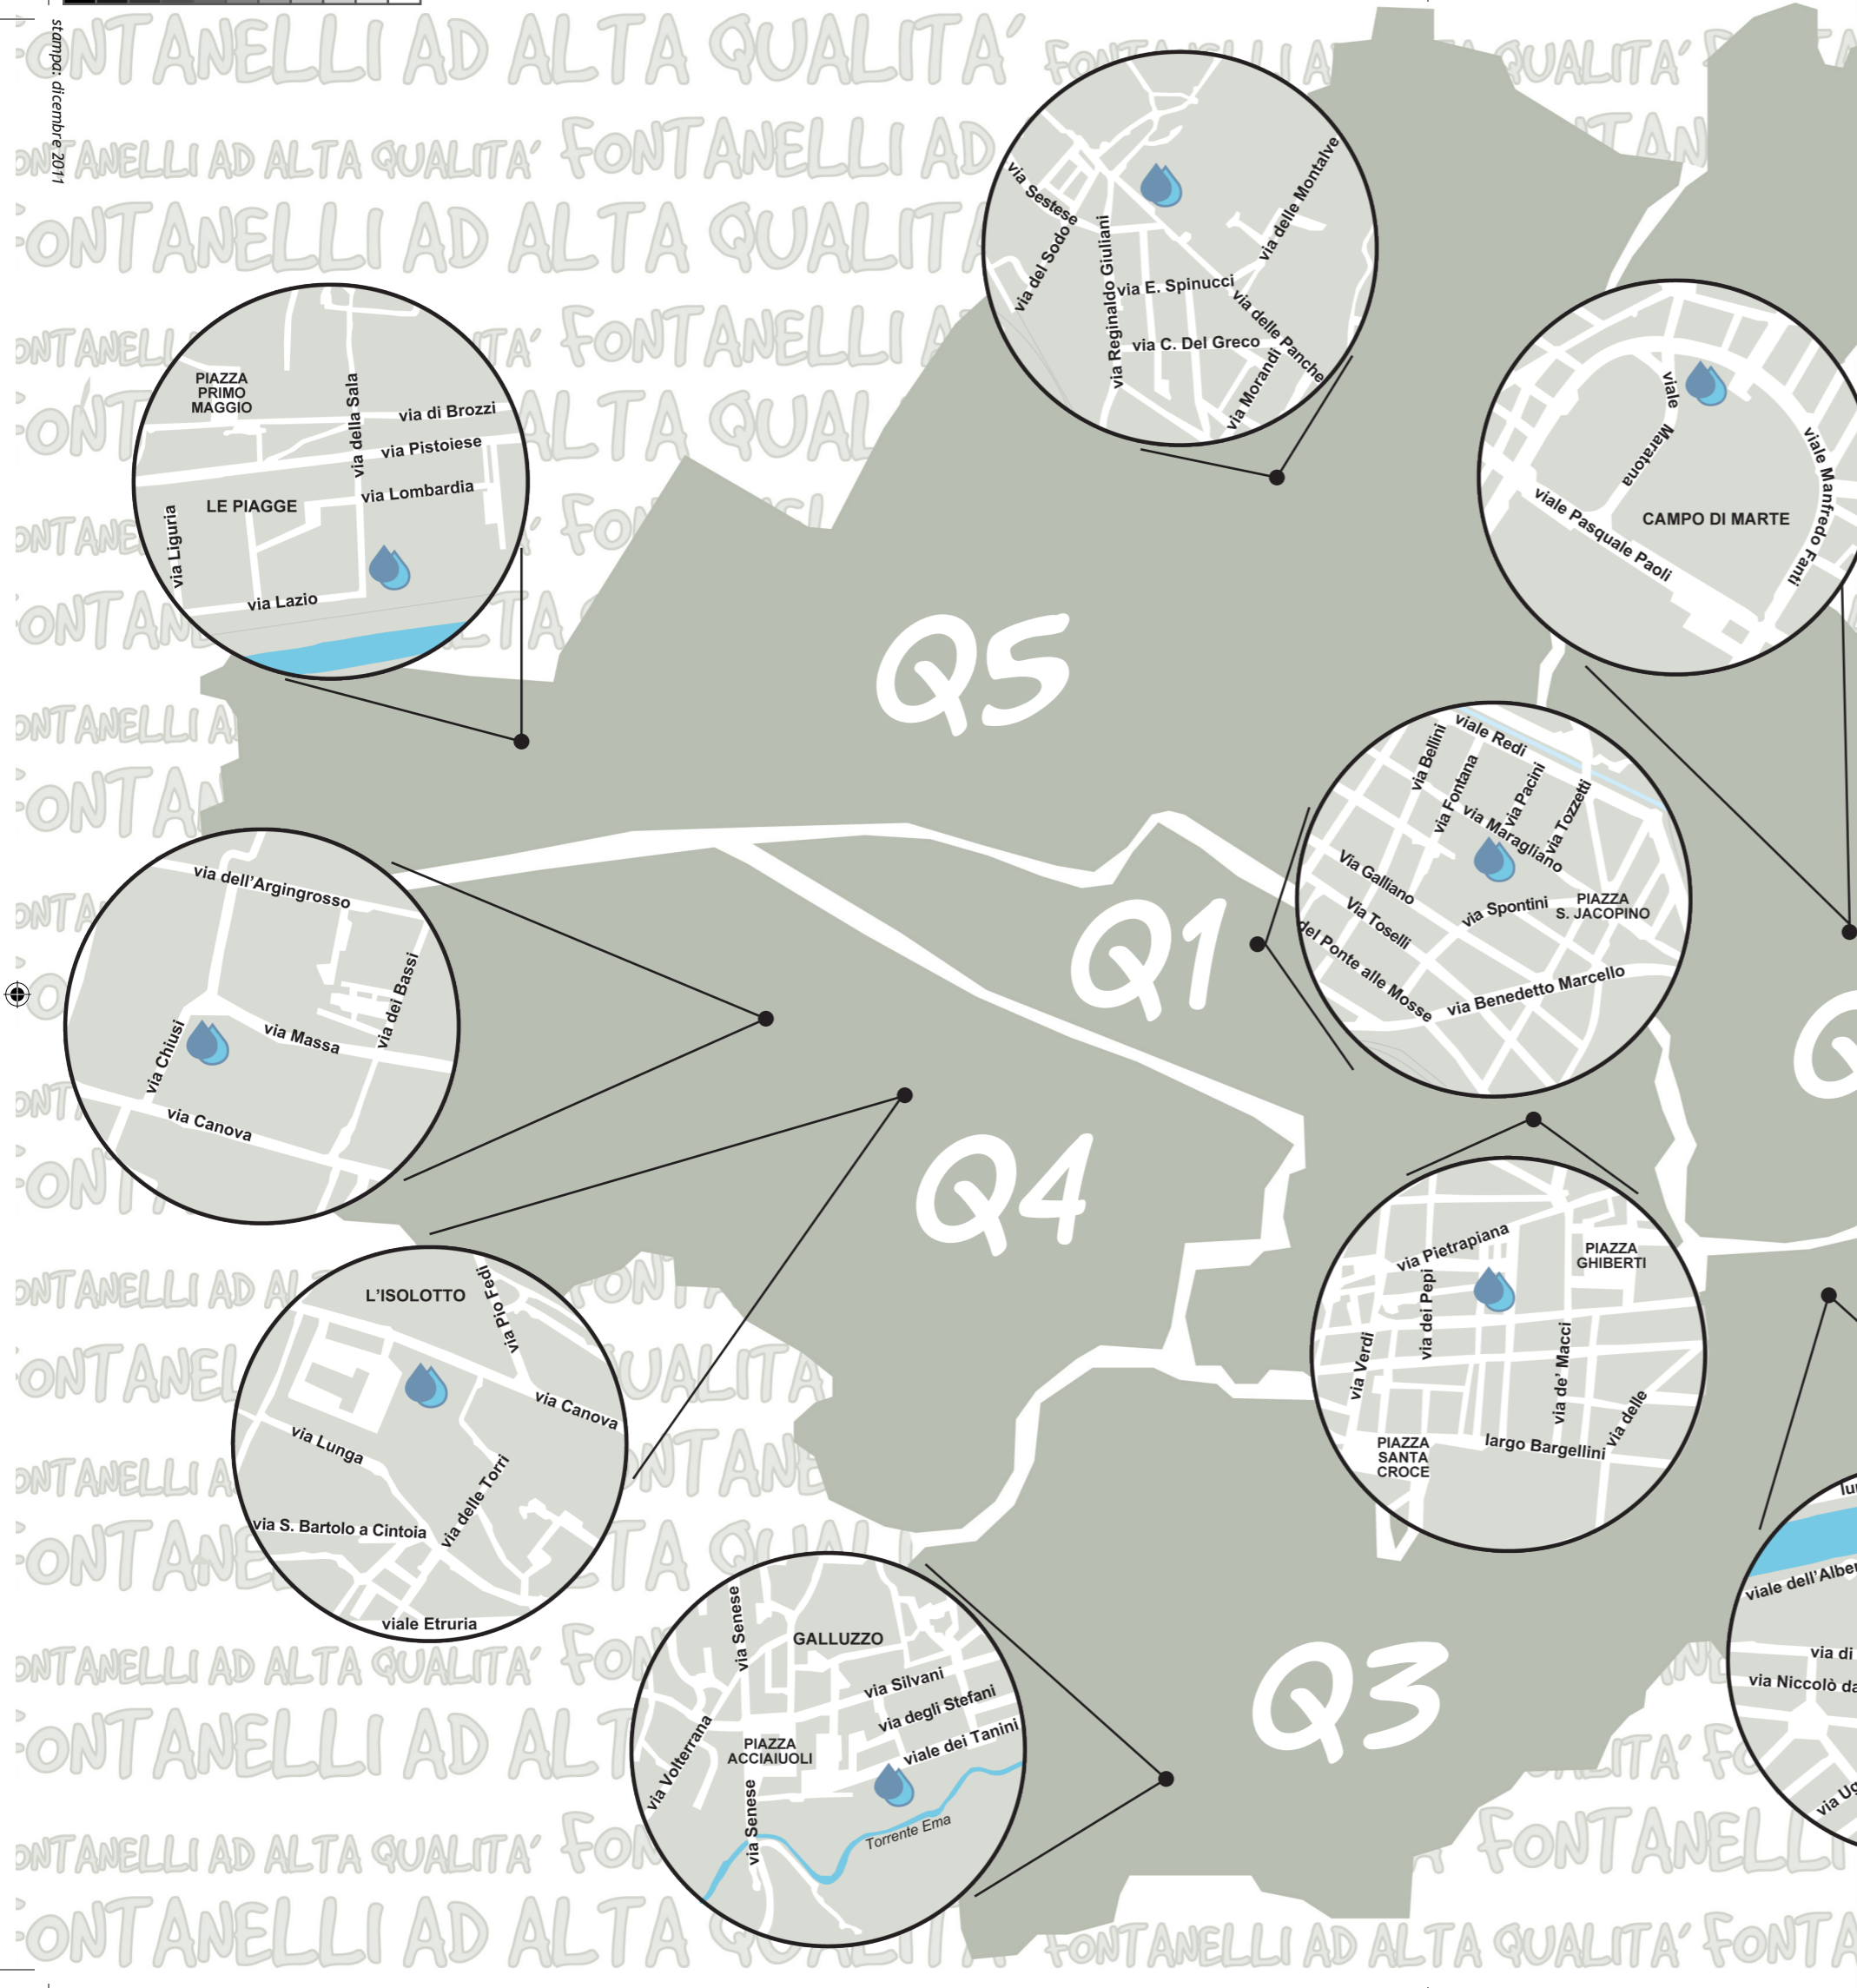 stampa: dicembre 2011
FONTANELLI AD ALTA QUALITA'
via Sestese
via del Sodo
via Reginaldo Giuliani
via E. Spinucci
via C. Del Greco
via Morandi
via delle Panche
via delle Montalve
PIAZZA
PRIMO
MAGGIO
via della Sala
via di Brozzi
via Pistoiese
via Lombardia
LE PIAGGE
via Liguria
via Lazio
viale
Maratona
viale Manfredo Fanti
viale Pasquale Paoli
CAMPO DI MARTE
Q5
via Bellini
viale Redi
via Fontana
via Pacini
via Tozzetti
via Maragliano
Via Galliano
Via Toselli
del Ponte alle Mosse
via Spontini
PIAZZA
S. JACOPINO
via Benedetto Marcello
Q1
via dell'Argingrosso
via dei Bassi
via Massa
via Chiusi
via Canova
Q4
via Pietrapiana
PIAZZA
GHIBERTI
via dei Pepi
via Verdi
via de' Macci
via delle
largo Bargellini
PIAZZA
SANTA
CROCE
L'ISOLOTTO
via Pio Fedi
via Canova
via Lunga
via delle Torri
via S. Bartolo a Cintoia
viale Etruria
via Senese
GALLUZZO
via Silvani
via degli Stefani
viale dei Tanini
PIAZZA
ACCIAIUOLI
via Volterrana
via Senese
Torrente Ema
Q3
viale dell'Alber
via di
via Niccolò da
via Ug
FONTANELLI AD ALTA QUALITA'